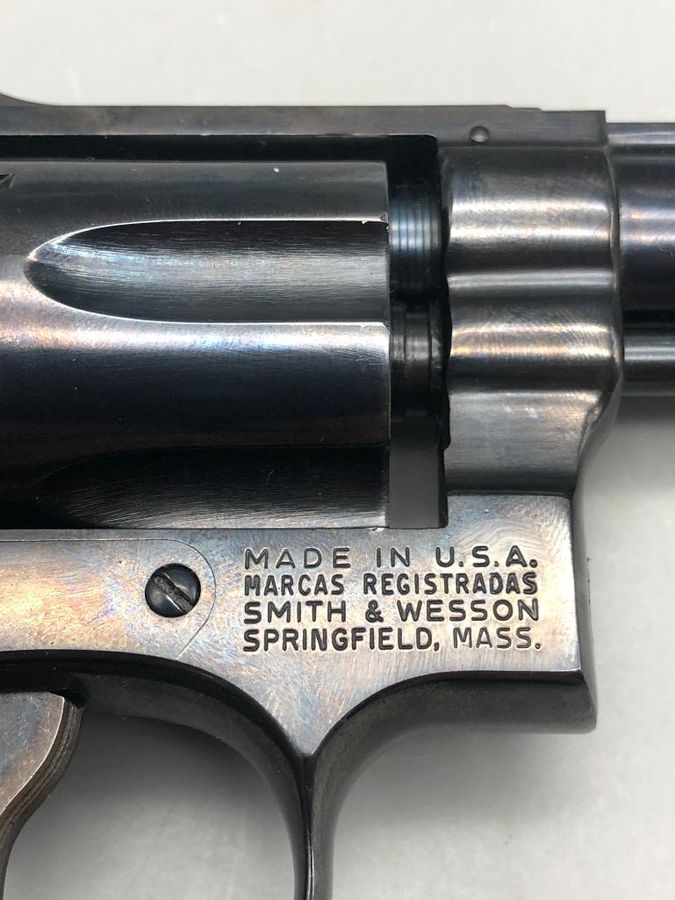 MADE IN U.S.A.
MARCAS REGISTRADAS
SMITH & WESSON
SPRINGFIELD, MASS.